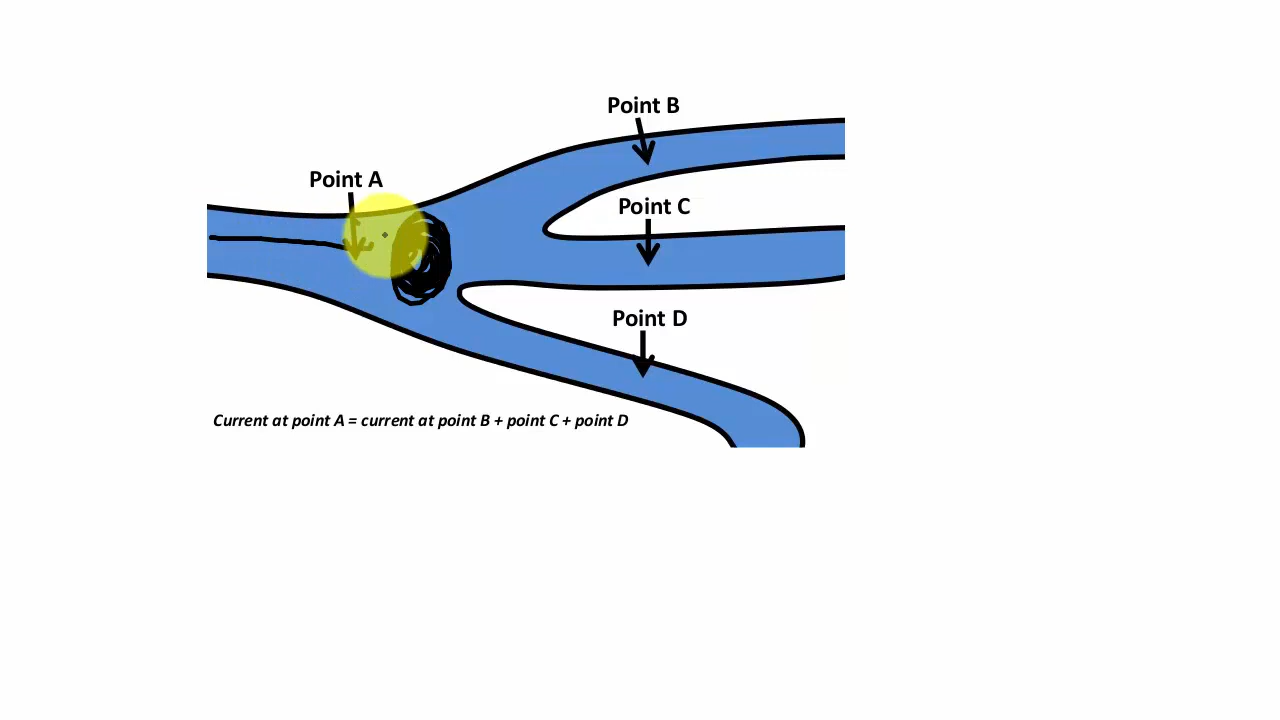 Point B
Point A
Point C
Point D
Current at point A = current at point B + point C + point D